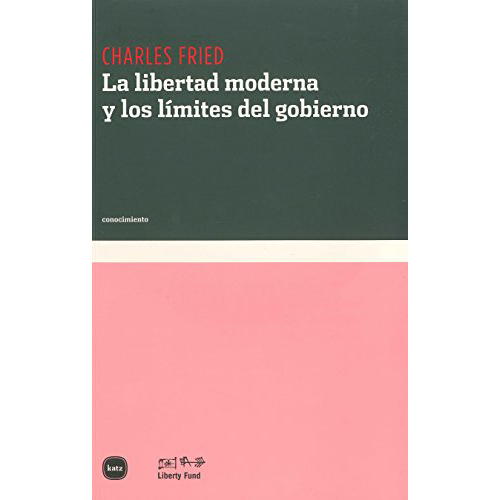 CHARLES FRIED
La libertad moderna
y los límites del gobierno
conocimiento
katz
Liberty Fund